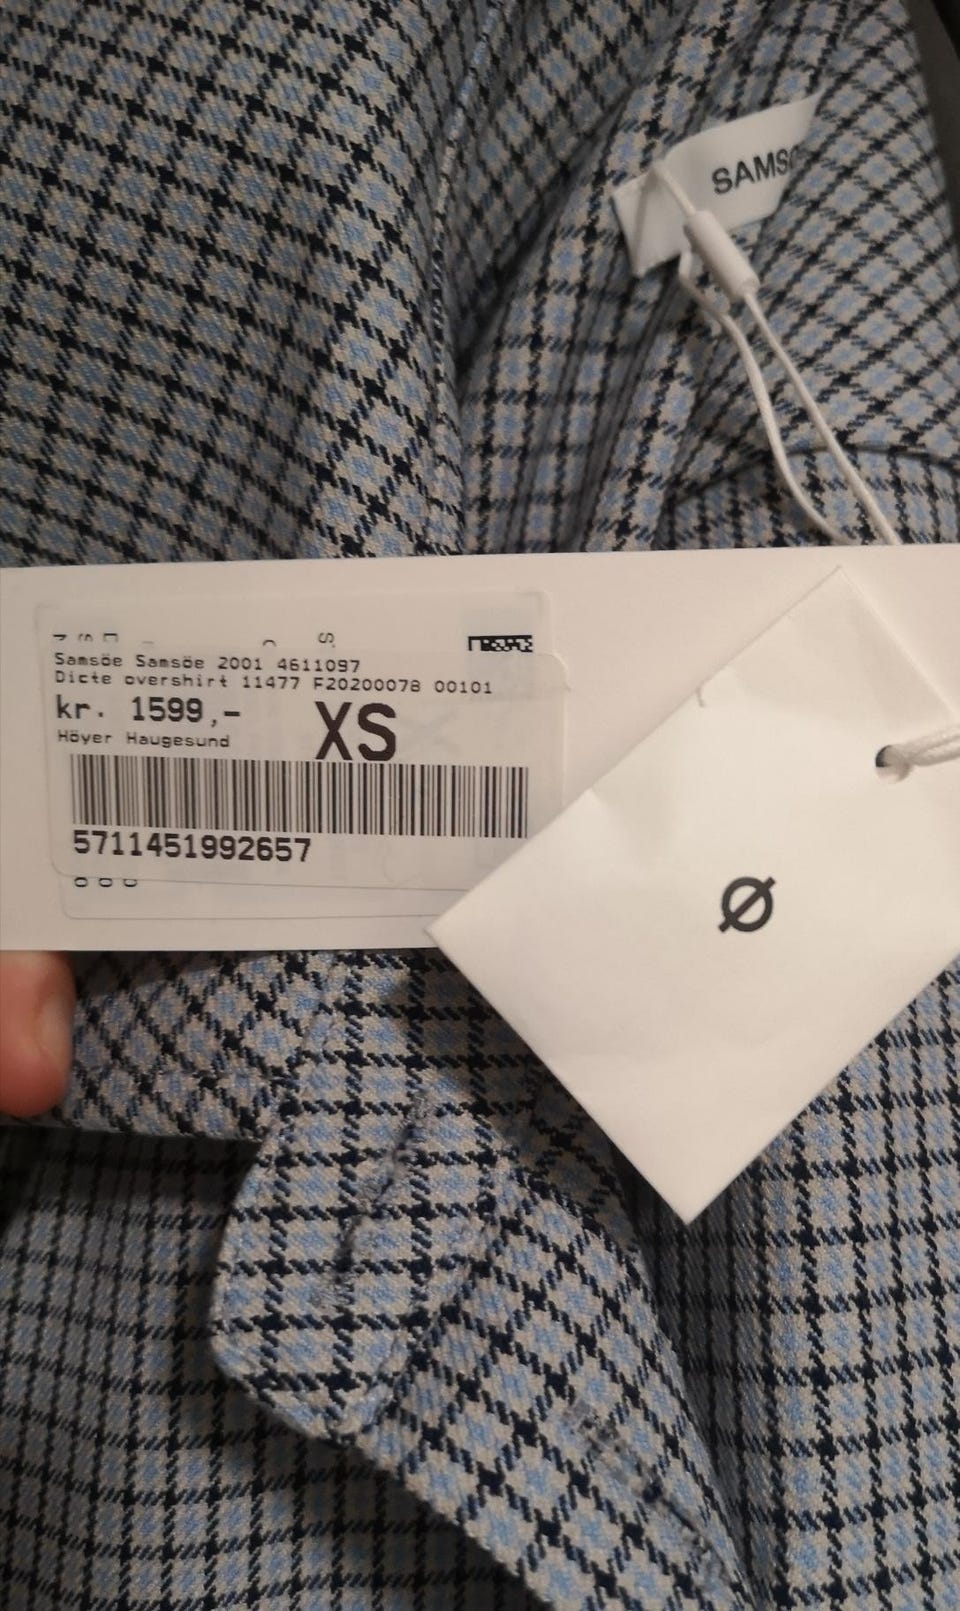 SAMSØ
Samsöe Samsöe 2001 4611097
Dicte overshirt 11477 F20200078 00101
kr. 1599,-
XS
Höyer Haugesund
5711451992657
Ø